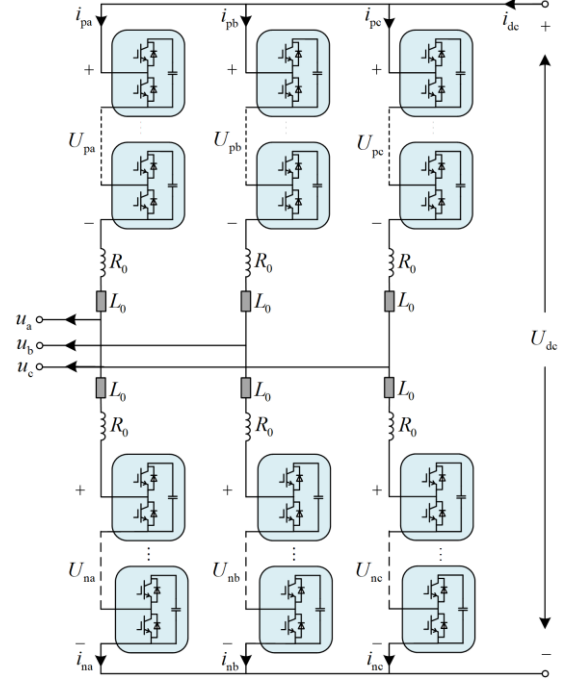 i_pa i_pb i_pc i_dc
+ + + +
U_pa U_pb U_pc
− − −
R_0 R_0 R_0
L_0 L_0 L_0
u_a
u_b
u_c
U_dc
L_0 L_0 L_0
R_0 R_0 R_0
+ + +
U_na U_nb U_nc
− − − −
i_na i_nb i_nc